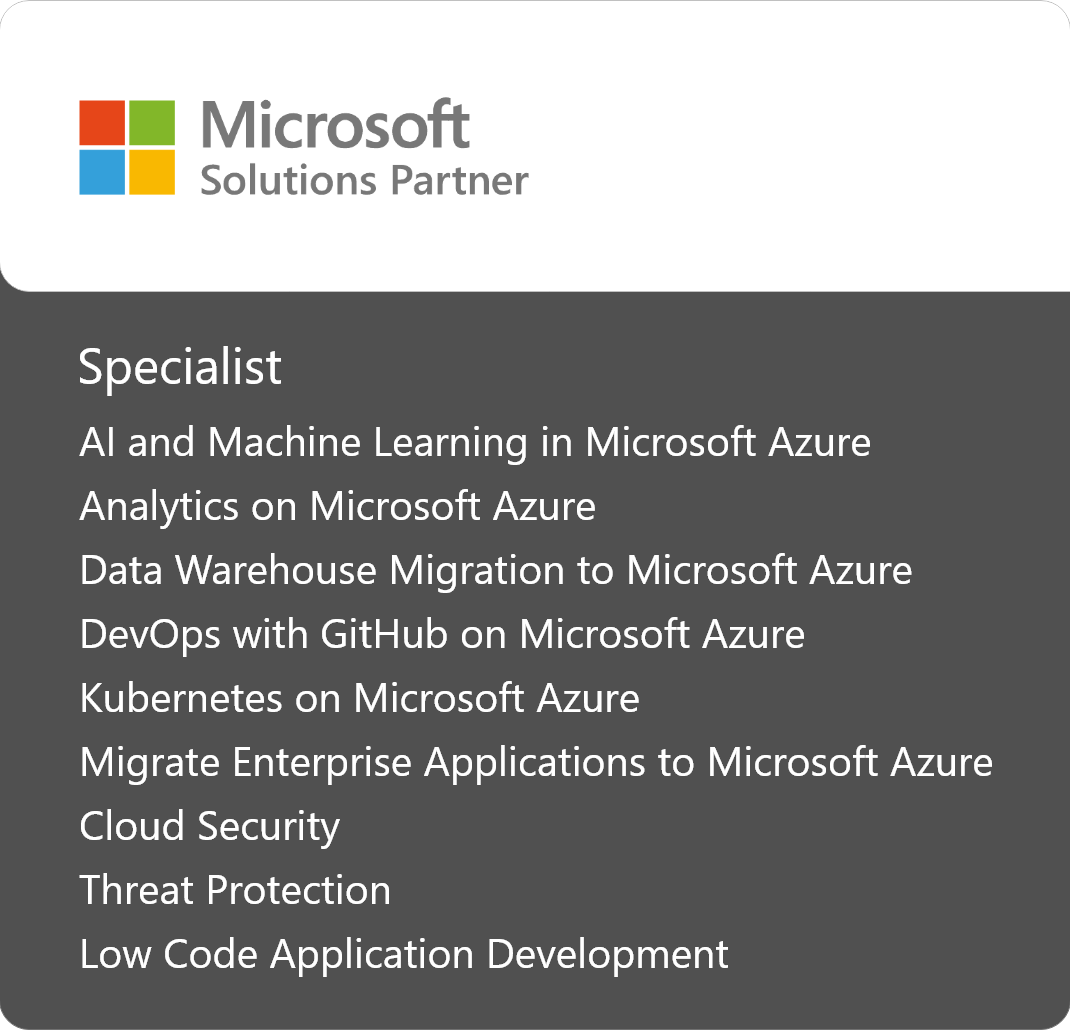 Microsoft
Solutions Partner
Specialist
AI and Machine Learning in Microsoft Azure
Analytics on Microsoft Azure
Data Warehouse Migration to Microsoft Azure
DevOps with GitHub on Microsoft Azure
Kubernetes on Microsoft Azure
Migrate Enterprise Applications to Microsoft Azure
Cloud Security
Threat Protection
Low Code Application Development